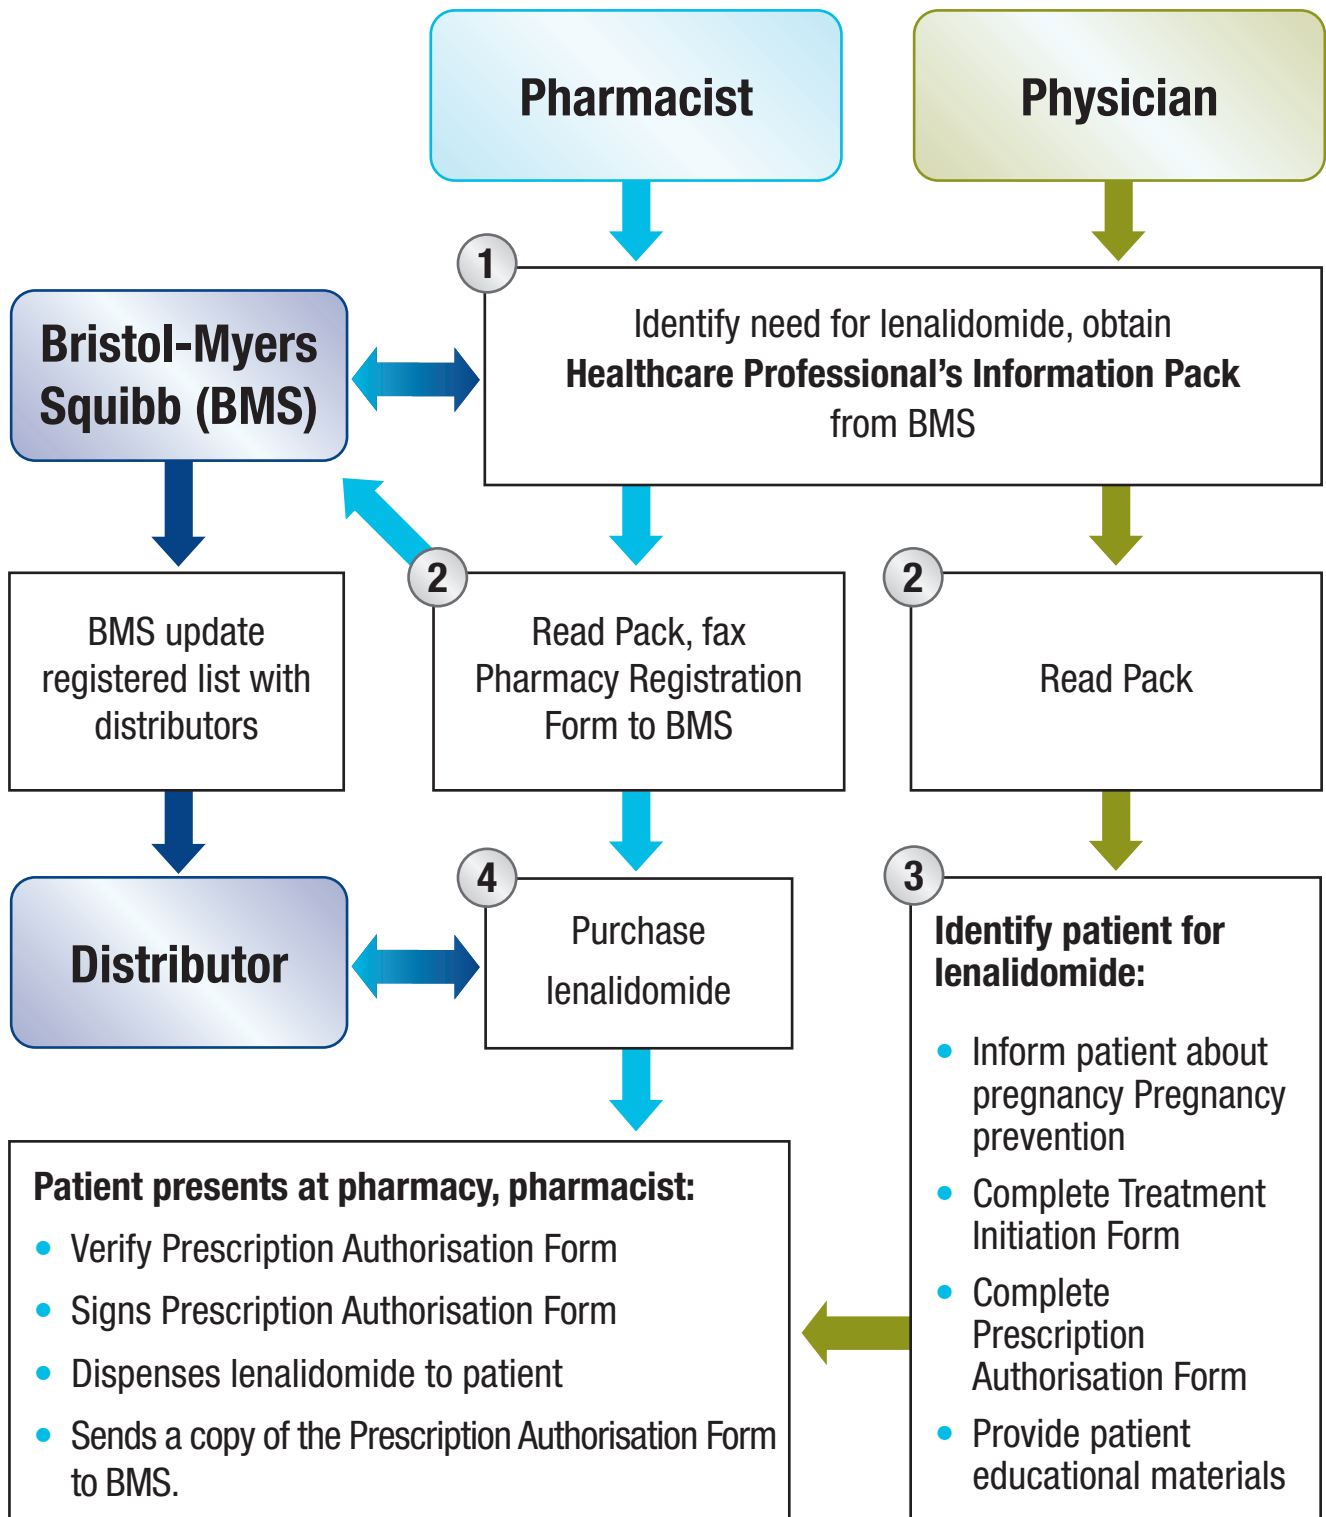 Pharmacist
Physician
1
Identify need for lenalidomide, obtain
Healthcare Professional’s Information Pack
from BMS
Bristol-Myers
Squibb (BMS)
2
Read Pack, fax
Pharmacy Registration
Form to BMS
2
Read Pack
BMS update
registered list with
distributors
Distributor
4
Purchase
lenalidomide
3
Identify patient for
lenalidomide:
• Inform patient about
pregnancy Pregnancy
prevention
• Complete Treatment
Initiation Form
• Complete
Prescription
Authorisation Form
• Provide patient
educational materials
Patient presents at pharmacy, pharmacist:
• Verify Prescription Authorisation Form
• Signs Prescription Authorisation Form
• Dispenses lenalidomide to patient
• Sends a copy of the Prescription Authorisation Form
to BMS.